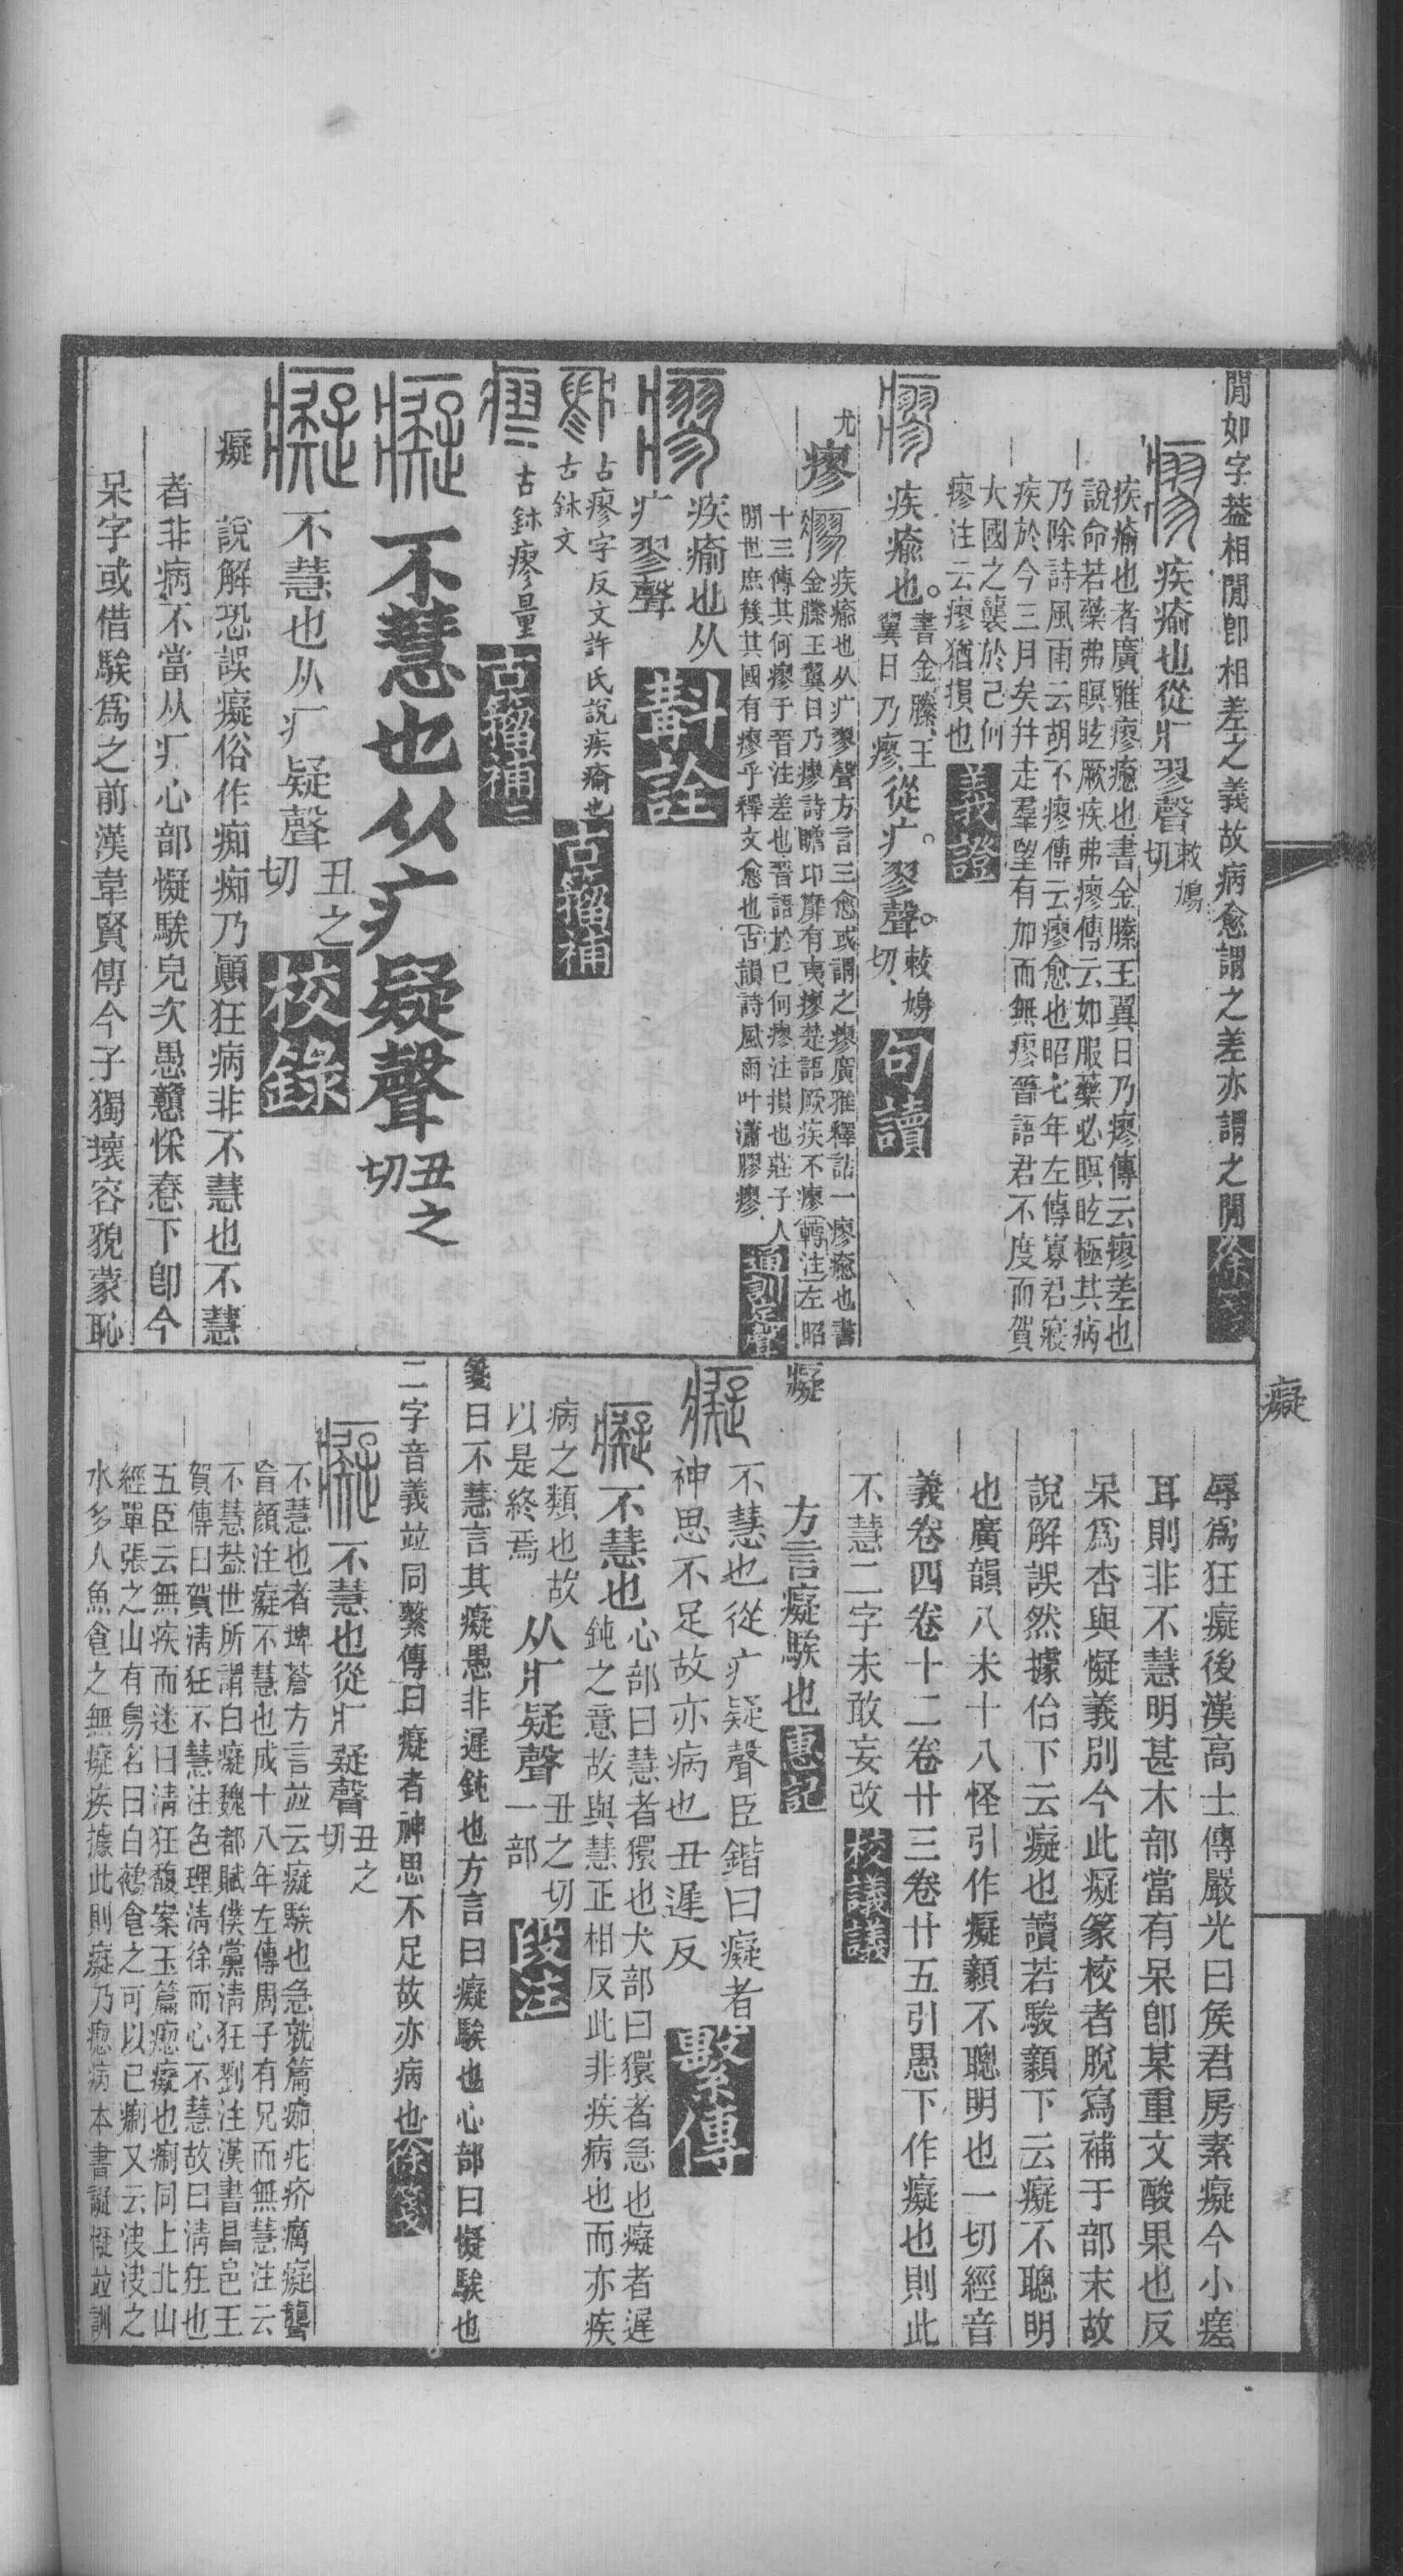 閒如字葢相閒卽相差之義故病愈謂之差亦謂之閒徐箋
疾瘉也從疒翏聲敕鳩切
疾瘉也者廣雅瘳瘉也書金縢王翼日乃瘳傳云瘳差也
說命若藥弗瞑眩厥疾弗瘳傳云如服藥必瞑眩極其病
乃除詩風雨云胡不瘳傳云瘳愈也昭七年左傳寡君寢
疾於今三月矣幷走羣望有加而無瘳晉語君不度而賀
大國之襲於己何
瘳注云瘳猶損也義證
疾瘉也。書金縢、王翼日乃瘳、從疒。翏聲。敕鳩切、句讀
尤
瘳
疾瘉也从疒翏聲方言三愈或謂之瘳廣雅釋詁一瘳瘉也書
金縢王翼日乃瘳詩瞻卬靡有夷瘳楚語厥疾不瘳轉注左昭
十三傳其何瘳于晉注差也晉語於己何瘳注損也莊子人
閒世庶幾其國有瘳乎釋文愈也古韻詩風雨叶瀟膠瘳通訓定聲
疾瘉也从
疒翏聲斠詮
古瘳字反文許氏說疾瘉也
古鉥文古籀補
古鉥瘳量古籀補二
不慧也从疒疑聲丑之切
不慧也从疒疑聲丑之切校錄
癡
說解恐誤癡俗作痴痴乃顚狂病非不慧也不慧
者非病不當从疒心部懝騃皃次愚戇悇惷下卽今
呆字或借騃爲之前漢韋賢傳今子獨壞容貌蒙恥
辱爲狂癡後漢高士傳嚴光曰矦君房素癡今小瘥
耳則非不慧明甚木部當有呆卽某重文酸果也反
呆爲杏與懝義別今此癡篆校者脫寫補于部末故
說解誤然據佁下云癡也讀若騃顡下云癡不聰明
也廣韻八未十八怪引作癡顡不聰明也一切經音
義卷四卷十二卷廿三卷廿五引愚下作癡也則此
不慧二字未敢妄改校議議
癡
方言癡騃也惠記
不慧也從疒疑聲臣鍇曰癡者
神思不足故亦病也丑遲反繫傳
不慧也心部曰慧者獧也犬部曰獧者急也癡者遲
鈍之意故與慧正相反此非疾病也而亦疾
病之類也故
以是終焉从疒疑聲丑之切一部段注
箋曰不慧言其癡愚非遲鈍也方言曰癡騃也心部曰懝騃也
二字音義竝同繫傳曰癡者神思不足故亦病也徐箋
不慧也從疒疑聲丑之切
不慧也者埤蒼方言竝云癡騃也急就篇痂疕疥癘癡聾
盲顏注癡不慧也成十八年左傳周子有兄而無慧注云
不慧葢世所謂白癡魏都賦僕黨淸狂劉注漢書昌邑王
賀傳曰賀淸狂不慧注色理淸徐而心不慧故曰淸狂也
五臣云無疾而迷曰淸狂馥案玉篇瘛癡也瘌同上北山
經單張之山有鳥名曰白鵺食之可以已瘌又云決決之
水多人魚食之無癡疾據此則癡乃瘛病本書譺懝竝訓
癡